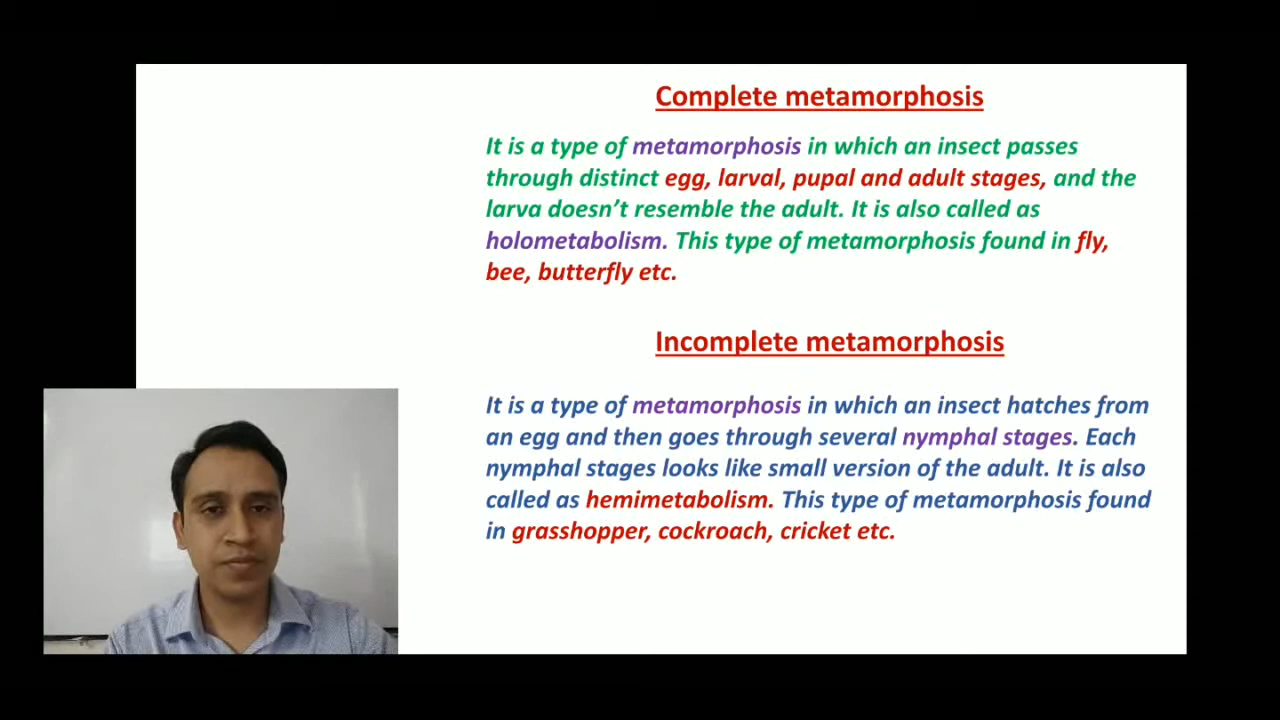 Complete metamorphosis
It is a type of metamorphosis in which an insect passes
through distinct egg, larval, pupal and adult stages, and the
larva doesn’t resemble the adult. It is also called as
holometabolism. This type of metamorphosis found in fly,
bee, butterfly etc.
Incomplete metamorphosis
It is a type of metamorphosis in which an insect hatches from
an egg and then goes through several nymphal stages. Each
nymphal stages looks like small version of the adult. It is also
called as hemimetabolism. This type of metamorphosis found
in grasshopper, cockroach, cricket etc.